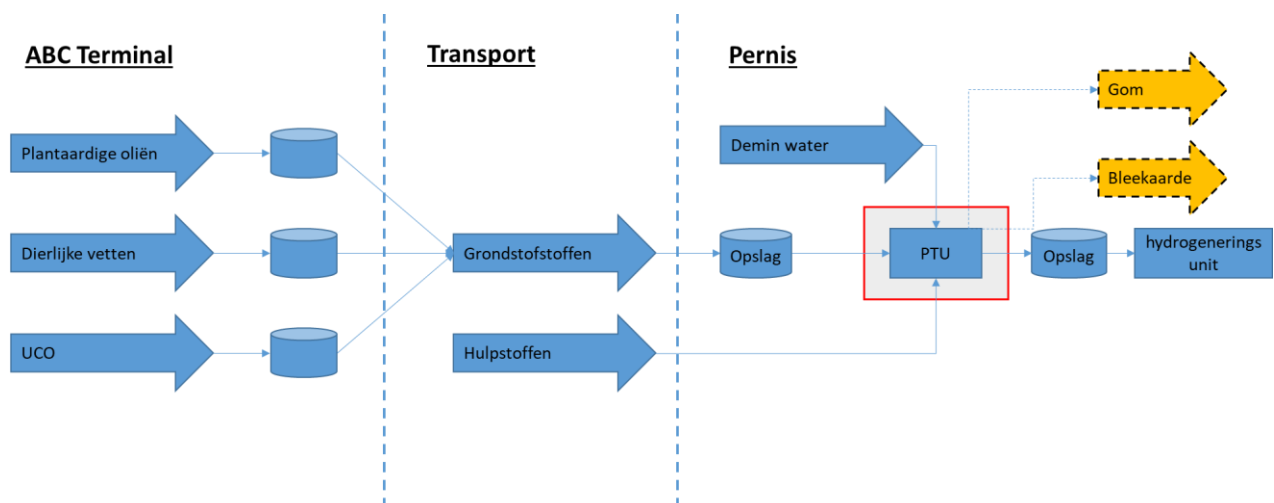 ABC Terminal
Transport
Pernis
Plantaardige oliën
Dierlijke vetten
UCO
Grondstofstoffen
Hulpstoffen
Demin water
Opslag
PTU
Opslag
hydrogenerings
unit
Gom
Bleekaarde